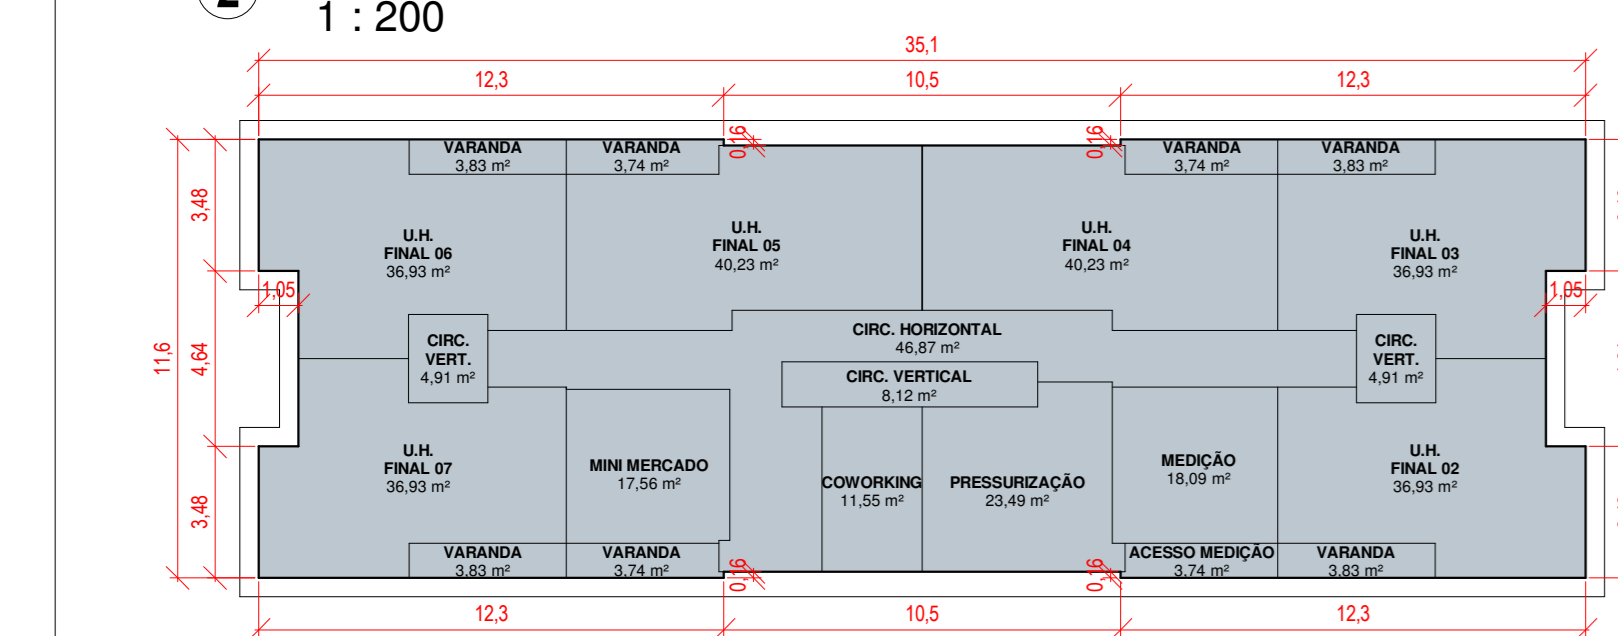 2
1 : 200
35,1
12,3
10,5
12,3
0,16
0,16
VARANDA
3,83 m²
VARANDA
3,74 m²
VARANDA
3,74 m²
VARANDA
3,83 m²
3,48
U.H.
FINAL 06
36,93 m²
U.H.
FINAL 05
40,23 m²
U.H.
FINAL 04
40,23 m²
U.H.
FINAL 03
36,93 m²
1,05
1,05
11,6
4,64
CIRC.
VERT.
4,91 m²
CIRC. HORIZONTAL
46,87 m²
CIRC. VERTICAL
8,12 m²
CIRC.
VERT.
4,91 m²
3,48
U.H.
FINAL 07
36,93 m²
MINI MERCADO
17,56 m²
COWORKING
11,55 m²
PRESSURIZAÇÃO
23,49 m²
MEDIÇÃO
18,09 m²
U.H.
FINAL 02
36,93 m²
VARANDA
3,83 m²
VARANDA
3,74 m²
0,16
0,16
ACESSO MEDIÇÃO
3,74 m²
VARANDA
3,83 m²
12,3
10,5
12,3